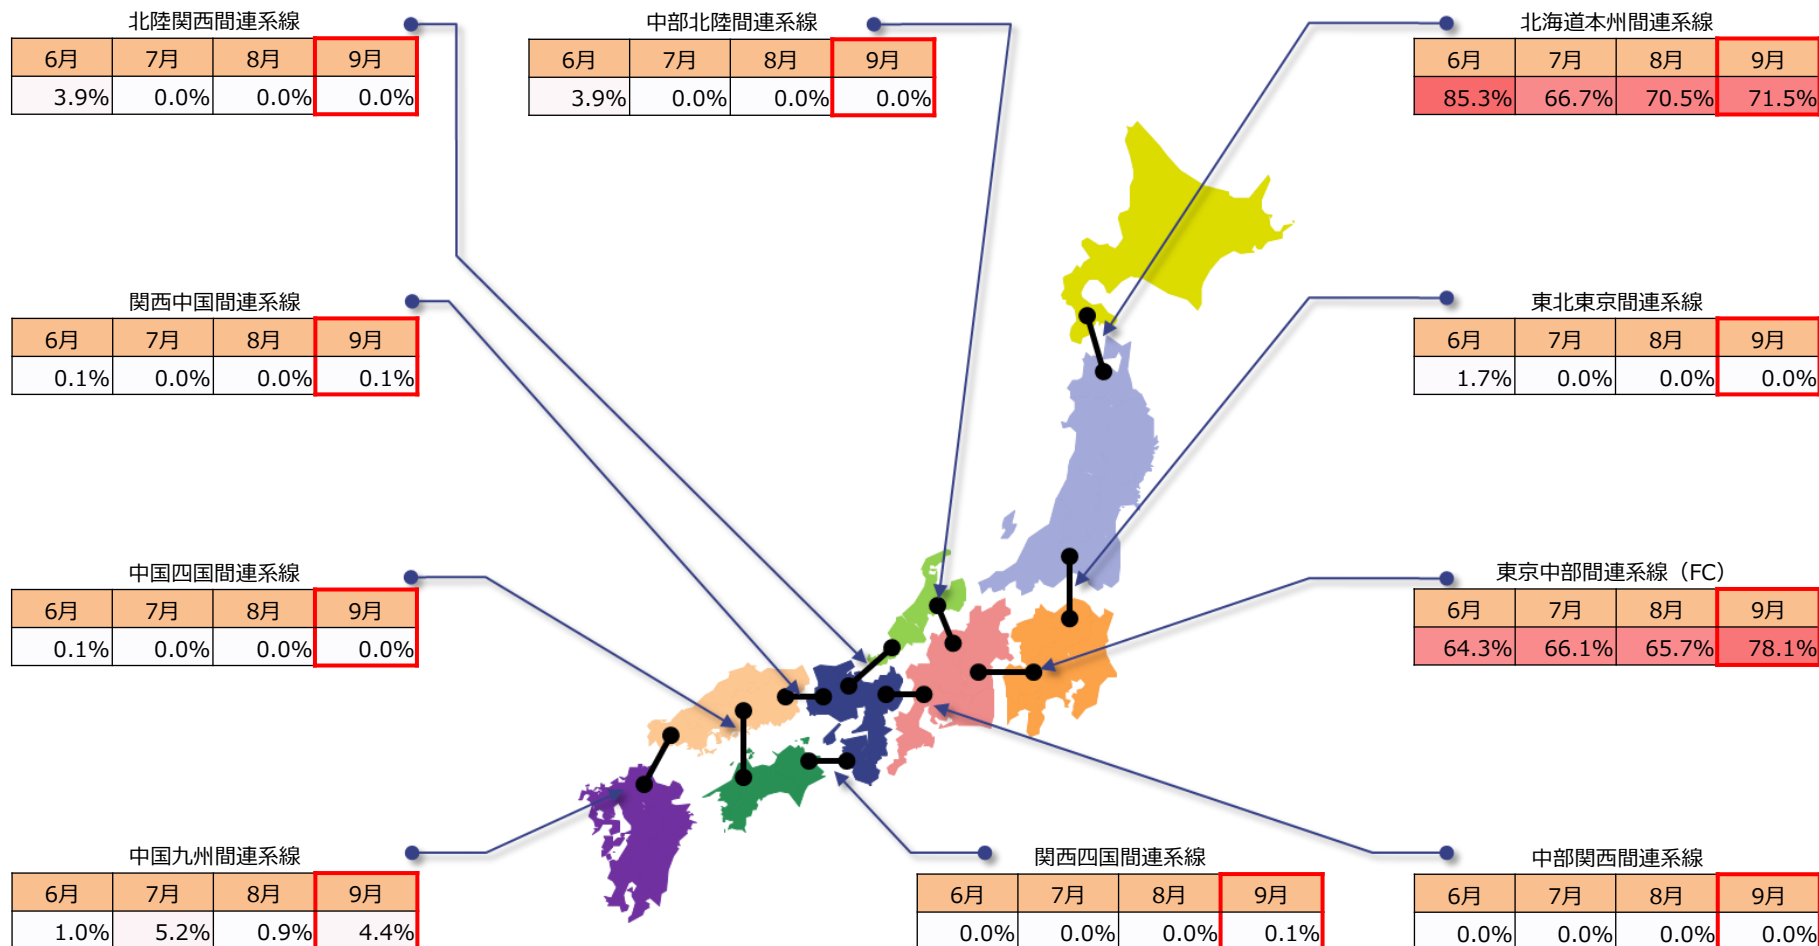 北陸関西間連系線
6月 7月 8月 9月
3.9% 0.0% 0.0% 0.0%
中部北陸間連系線
6月 7月 8月 9月
3.9% 0.0% 0.0% 0.0%
北海道本州間連系線
6月 7月 8月 9月
85.3% 66.7% 70.5% 71.5%
関西中国間連系線
6月 7月 8月 9月
0.1% 0.0% 0.0% 0.1%
東北東京間連系線
6月 7月 8月 9月
1.7% 0.0% 0.0% 0.0%
中国四国間連系線
6月 7月 8月 9月
0.1% 0.0% 0.0% 0.0%
東京中部間連系線（FC）
6月 7月 8月 9月
64.3% 66.1% 65.7% 78.1%
中国九州間連系線
6月 7月 8月 9月
1.0% 5.2% 0.9% 4.4%
関西四国間連系線
6月 7月 8月 9月
0.0% 0.0% 0.0% 0.1%
中部関西間連系線
6月 7月 8月 9月
0.0% 0.0% 0.0% 0.0%